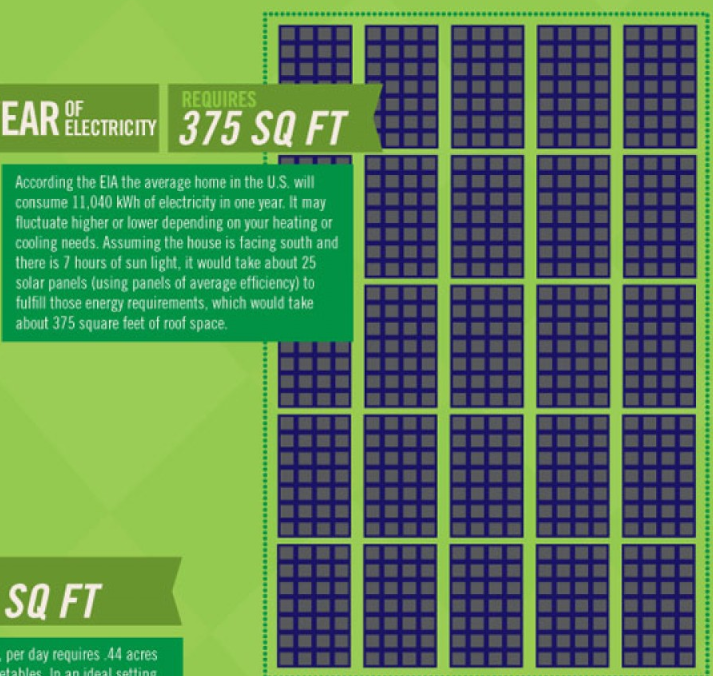 EAR OF ELECTRICITY
REQUIRES
375 SQ FT
According the EIA the average home in the U.S. will
consume 11,040 kWh of electricity in one year. It may
fluctuate higher or lower depending on your heating or
cooling needs. Assuming the house is facing south and
there is 7 hours of sun light, it would take about 25
solar panels (using panels of average efficiency) to
fulfill those energy requirements, which would take
about 375 square feet of roof space.
SQ FT
, per day requires .44 acres
etables. In an ideal setting